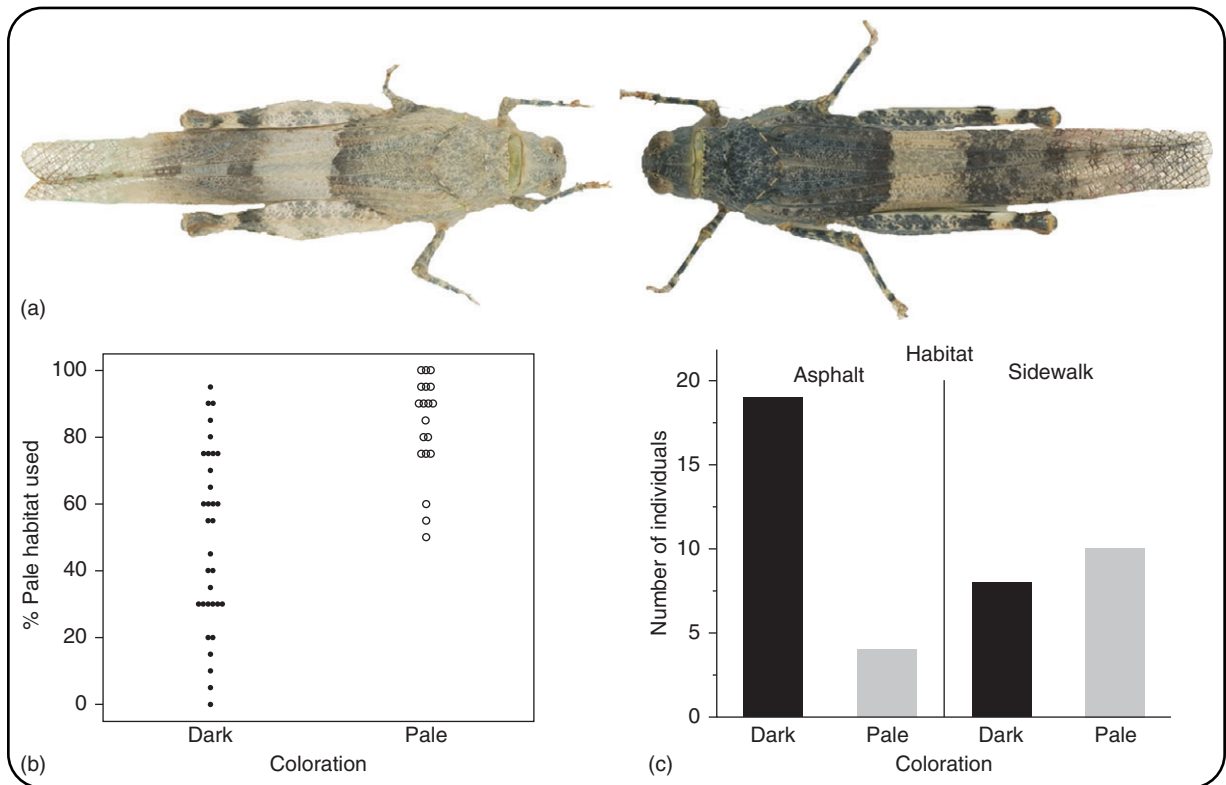 (a)
% Pale habitat used
100
80
60
40
20
0
Dark
Pale
(b)
Coloration
Number of individuals
Habitat
Asphalt
Sidewalk
20
15
10
5
0
Dark
Pale
Dark
Pale
(c)
Coloration